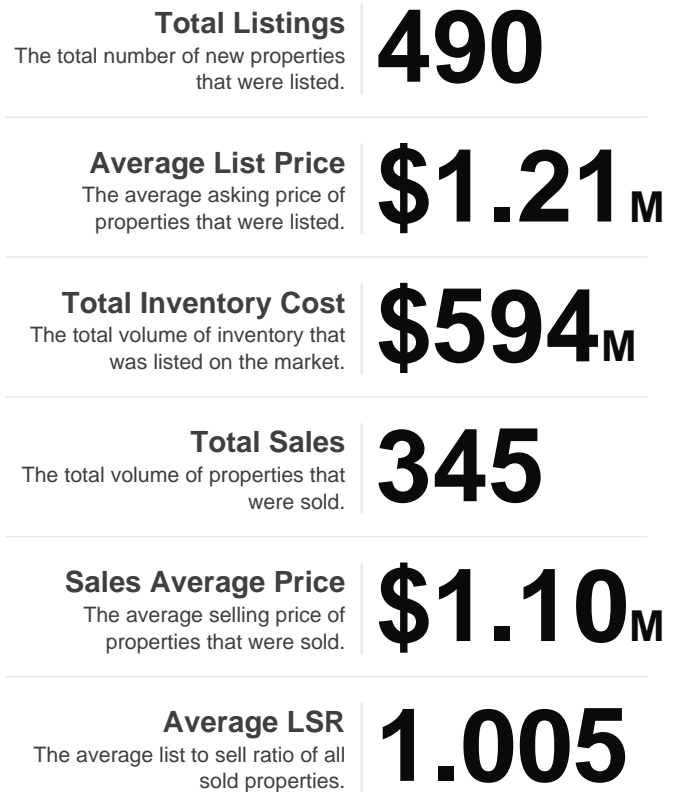 Total Listings
The total number of new properties
that were listed.
490
Average List Price
The average asking price of
properties that were listed.
$1.21M
Total Inventory Cost
The total volume of inventory that
was listed on the market.
$594M
Total Sales
The total volume of properties that
were sold.
345
Sales Average Price
The average selling price of
properties that were sold.
$1.10M
Average LSR
The average list to sell ratio of all
sold properties.
1.005